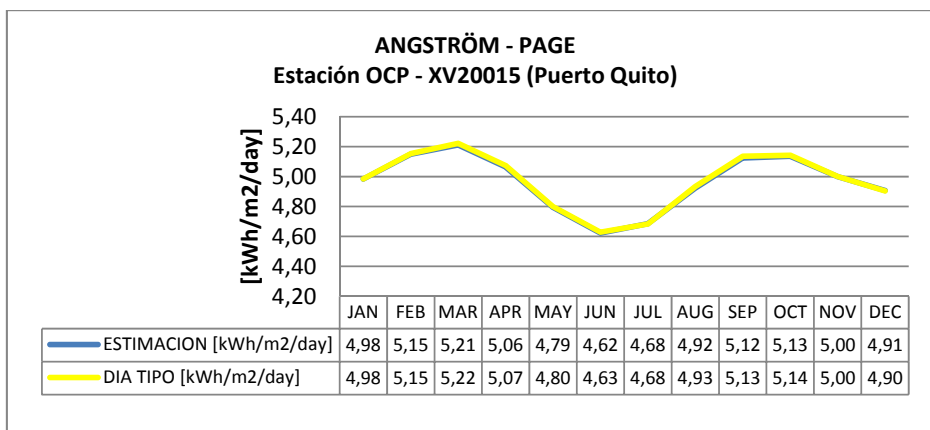 ANGSTRÖM - PAGE
Estación OCP - XV20015 (Puerto Quito)
[kWh/m2/day]
5,40
5,20
5,00
4,80
4,60
4,40
4,20
JAN FEB MAR APR MAY JUN JUL AUG SEP OCT NOV DEC
ESTIMACION [kWh/m2/day] 4,98 5,15 5,21 5,06 4,79 4,62 4,68 4,92 5,12 5,13 5,00 4,91
DIA TIPO [kWh/m2/day] 4,98 5,15 5,22 5,07 4,80 4,63 4,68 4,93 5,13 5,14 5,00 4,90